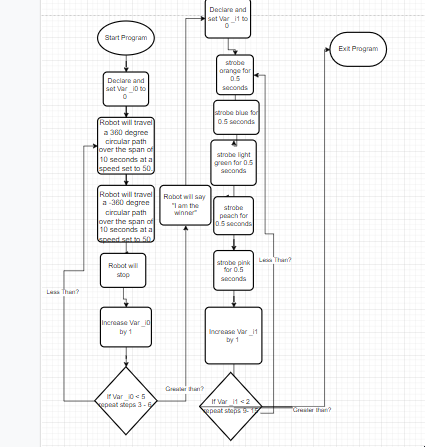 Start Program
Declare and
set Var _i0 to
0
Robot will travel
a 360 degree
circular path
over the span of
10 seconds at a
speed set to 50.
Robot will travel
a -360 degree
circular path
over the span of
10 seconds at a
speed set to 50.
Robot will
stop
Increase Var _i0
by 1
If Var _i0 < 5
repeat steps 3 - 6
Less Than?
Greater than?
Robot will say
"I am the
winner"
Declare and
set Var _i1 to
0
strobe
orange for
0.5
seconds
strobe blue for
0.5 seconds
strobe light
green for 0.5
seconds
strobe
peach for
0.5 seconds
strobe pink
for 0.5
seconds
Increase Var _i1
by 1
If Var _i1 < 2
repeat steps 9-
Less Than?
Greater than?
Exit Program